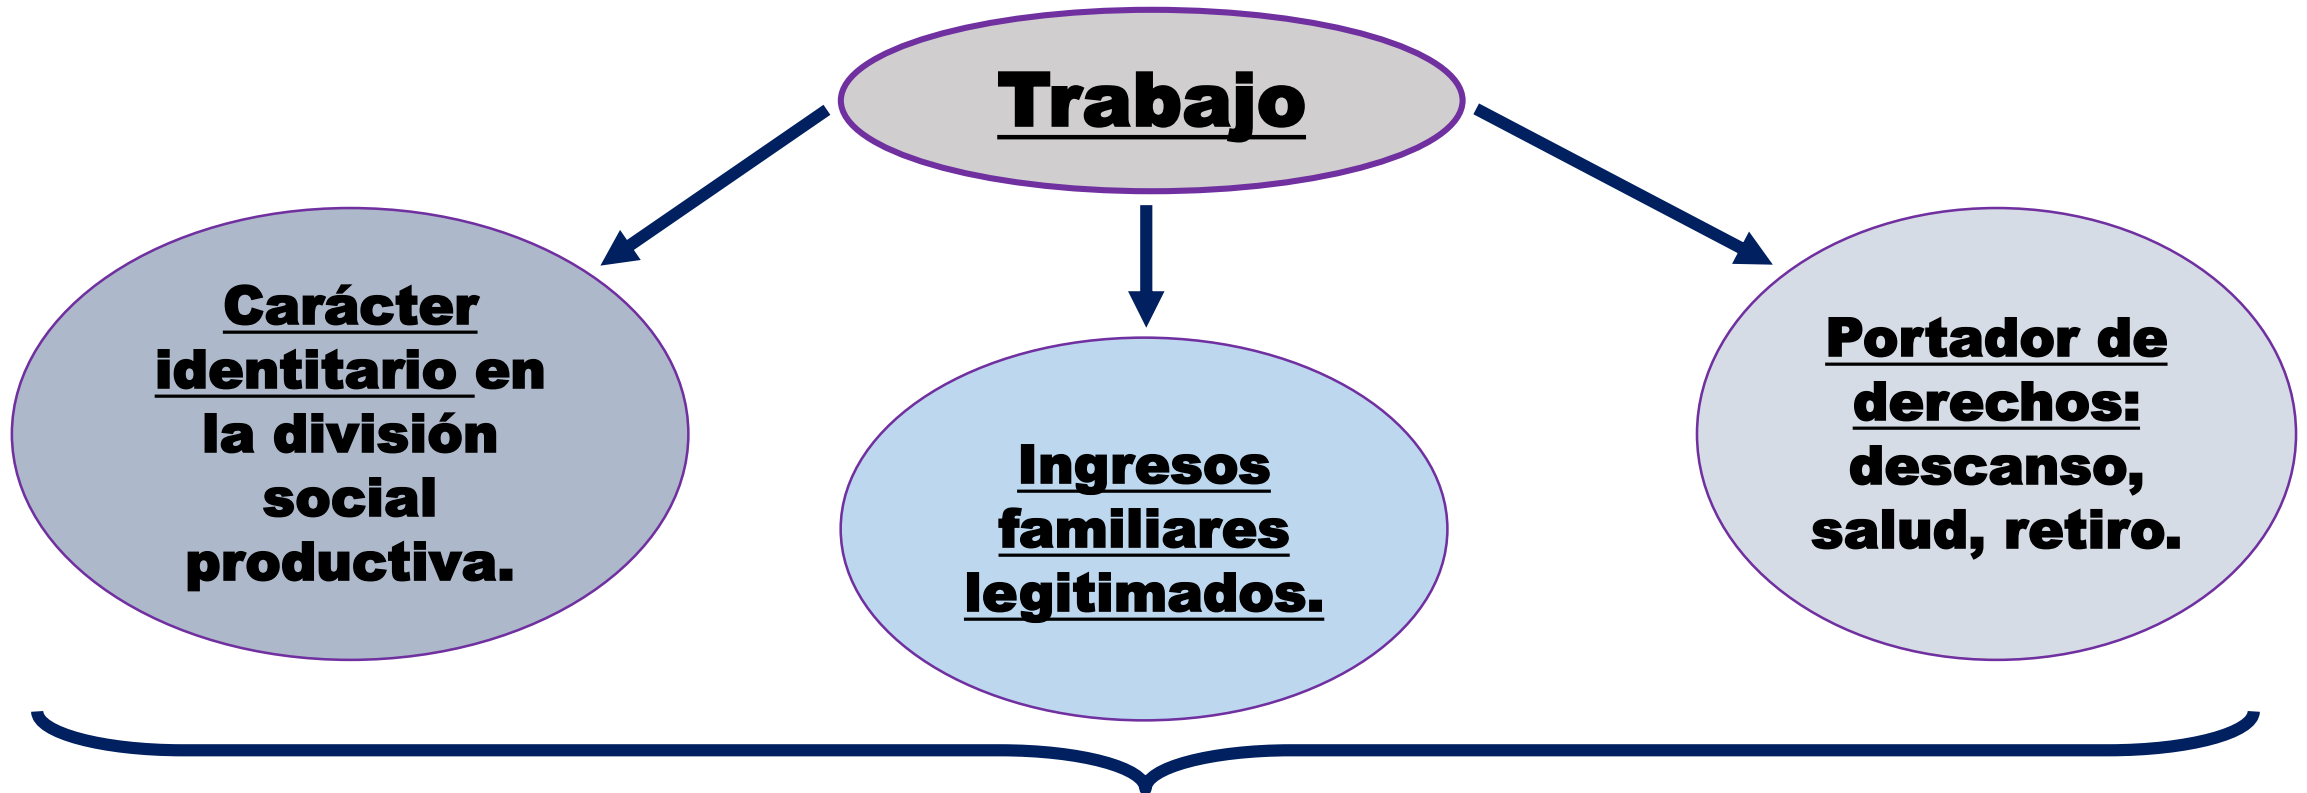 Trabajo
Carácter
identitario en
la división
social
productiva.
Ingresos
familiares
legitimados.
Portador de
derechos:
descanso,
salud, retiro.